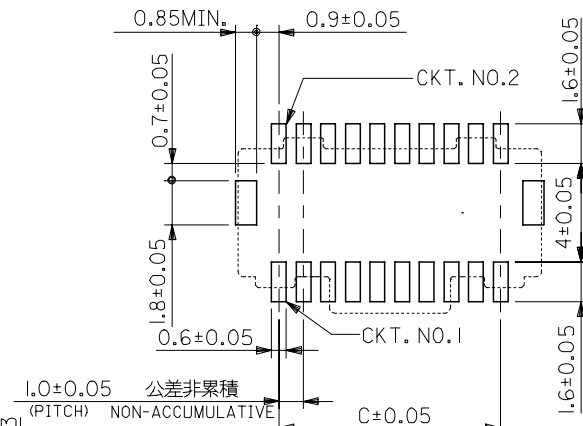 0.85MIN.
0.9±0.05
1.6±0.05
CKT. NO.2
0.7±0.05
4±0.05
1.8±0.05
0.6±0.05
CKT. NO.1
1.6±0.05
1.0±0.05 公差非累積
(PITCH) NON-ACCUMULATIVE
C±0.05